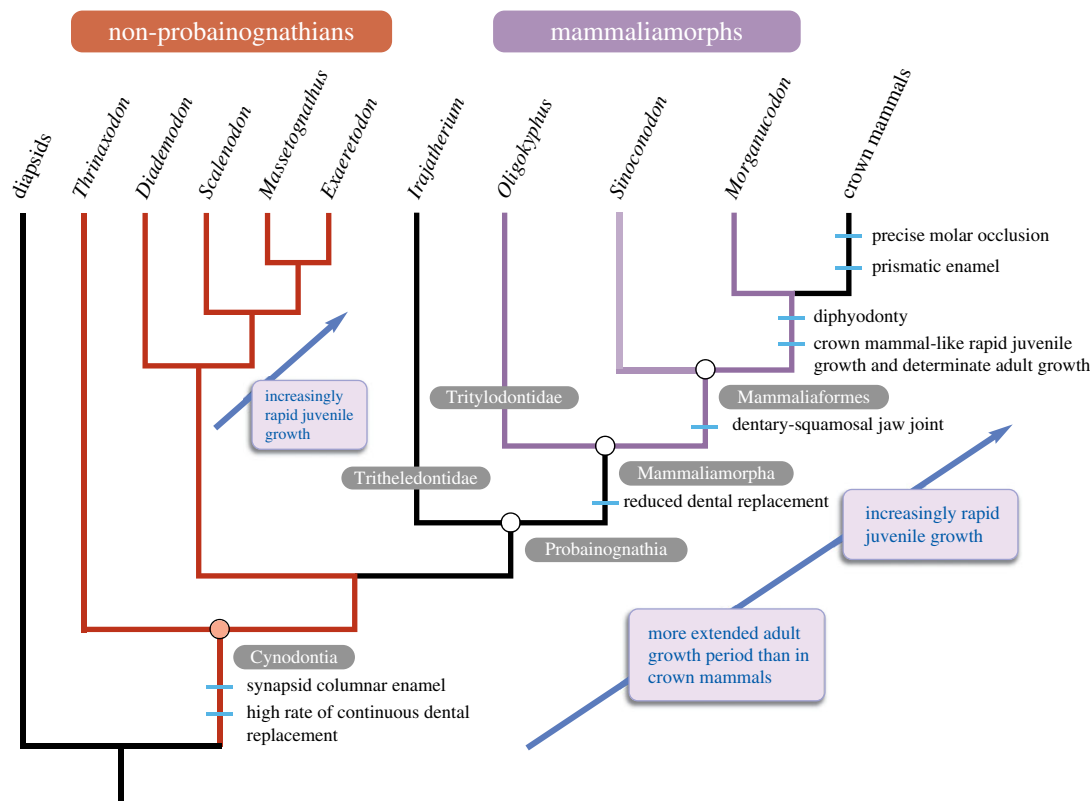 non-probainognathians
mammaliamorphs
diapsids
Thrinaxodon
Diademodon
Scalenodon
Massetognathus
Exaeretodon
Irajatherium
Oligokyphus
Sinoconodon
Morganucodon
crown mammals
precise molar occlusion
prismatic enamel
diphyodonty
crown mammal-like rapid juvenile
growth and determinate adult growth
increasingly
rapid juvenile
growth
Tritylodontidae
Mammaliaformes
dentary-squamosal jaw joint
Tritheledontidae
Mammaliamorpha
reduced dental replacement
increasingly rapid
juvenile growth
Probainognathia
more extended adult
growth period than in
crown mammals
Cynodontia
synapsid columnar enamel
high rate of continuous dental
replacement